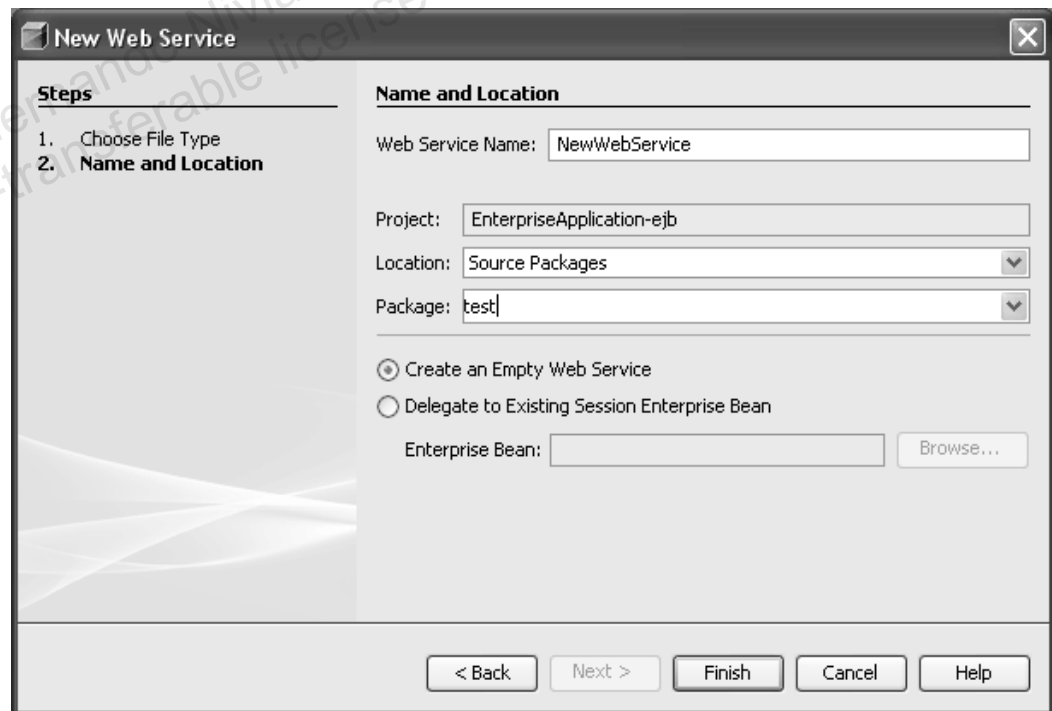 New Web Service
Steps
1. Choose File Type
2. Name and Location
Name and Location
Web Service Name: NewWebService
Project: EnterpriseApplication-ejb
Location: Source Packages
Package: test
Create an Empty Web Service
Delegate to Existing Session Enterprise Bean
Enterprise Bean: Browse...
< Back Next > Finish Cancel Help